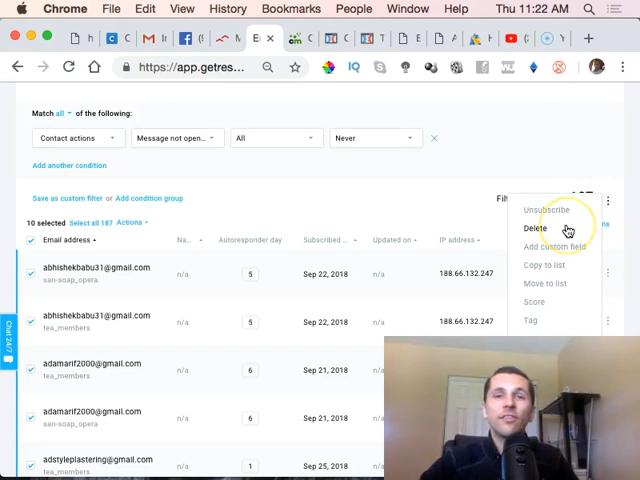 Chrome File Edit View History Bookmarks People Window Help
Thu 11:22 AM
https://app.getres...
Match all of the following:
Contact actions Message not open... All Never
Add another condition
Save as custom filter or Add condition group
10 selected Select all 187 Actions
Email address Na... Autoresponder day Subscribed ... Updated on IP address
abhishekbabu31@gmail.com n/a 5 Sep 22, 2018 n/a 188.66.132.247
san-soap_opera
abhishekbabu31@gmail.com n/a 5 Sep 22, 2018 n/a 188.66.132.247
tea_members
adamarif2000@gmail.com n/a 6 Sep 21, 2018 n/a
tea_members
adamarif2000@gmail.com n/a 6 Sep 21, 2018 n/a
san-soap_opera
adstyleplastering@gmail.com n/a 1 Sep 25, 2018 n/a
tea_members
Unsubscribe
Delete
Add custom field
Copy to list
Move to list
Score
Tag
Chat 24/7